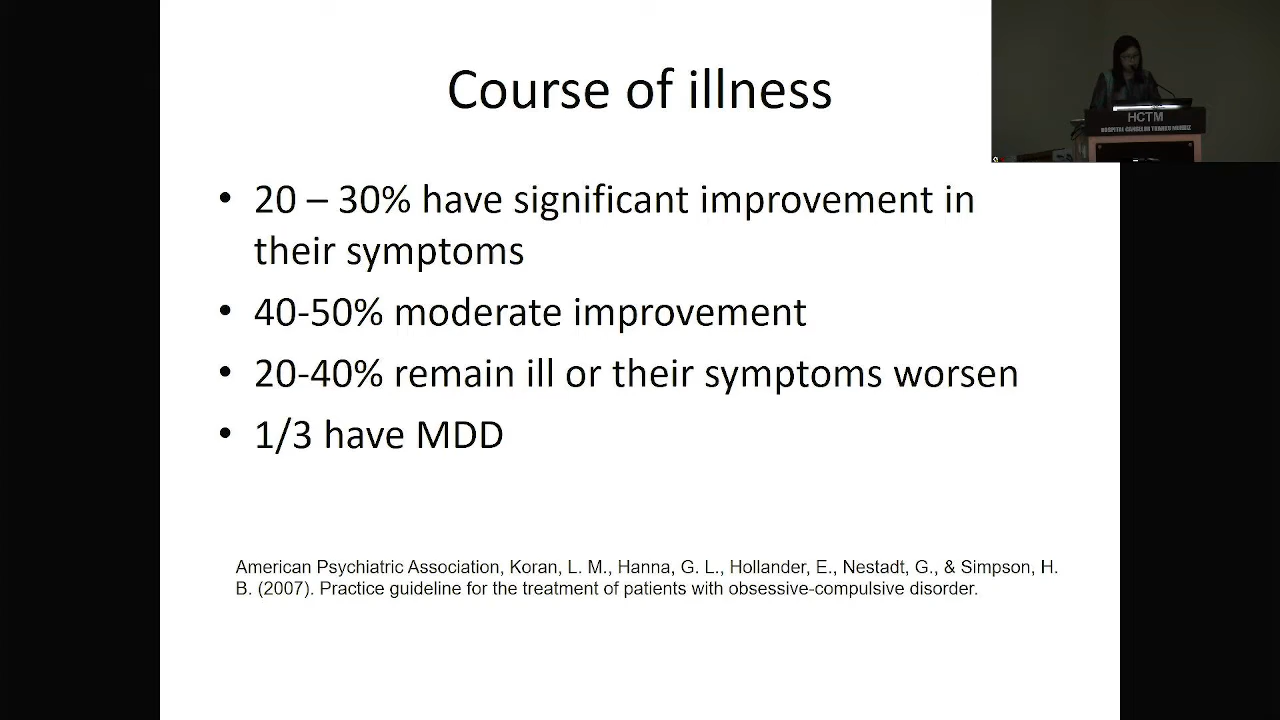 Course of illness
HCTM
• 20 – 30% have significant improvement in
their symptoms
• 40-50% moderate improvement
• 20-40% remain ill or their symptoms worsen
• 1/3 have MDD
American Psychiatric Association, Koran, L. M., Hanna, G. L., Hollander, E., Nestadt, G., & Simpson, H.
B. (2007). Practice guideline for the treatment of patients with obsessive-compulsive disorder.